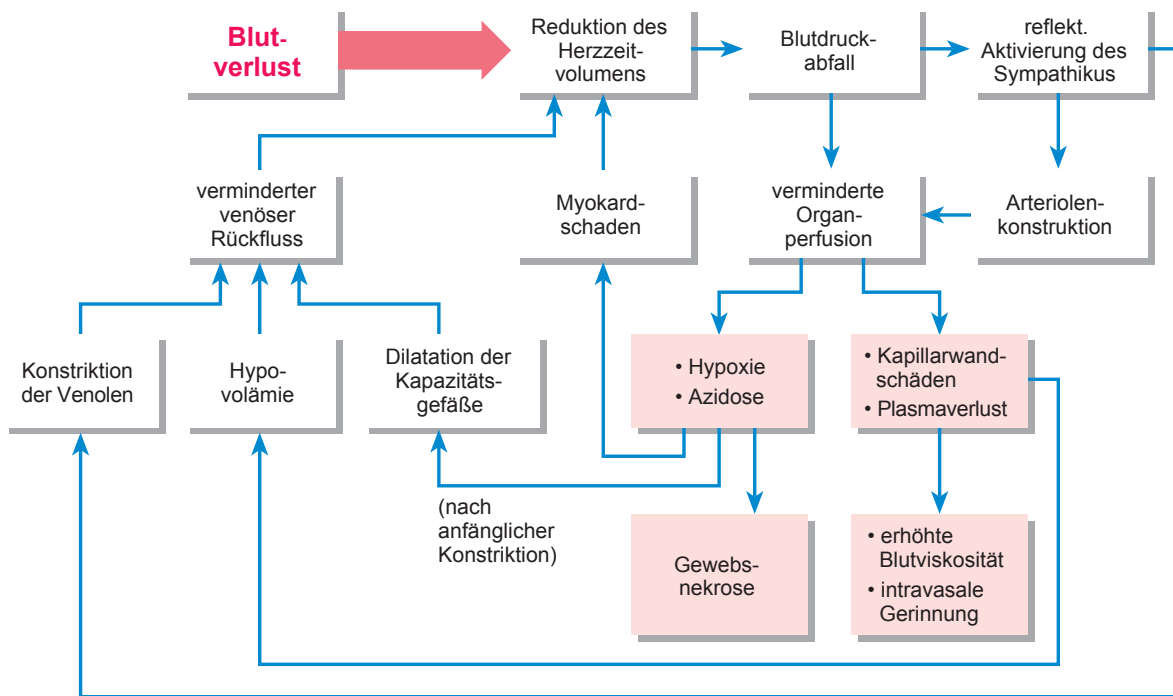 Blut-
verlust
Reduktion des
Herzzeit-
volumens
Blutdruck-
abfall
reflekt.
Aktivierung des
Sympathikus
verminderter
venöser
Rückfluss
Myokard-
schaden
verminderte
Organ-
perfusion
Arteriolen-
konstruktion
Konstriktion
der Venolen
Hypo-
volämie
Dilatation der
Kapazitäts-
gefäße
• Hypoxie
• Azidose
• Kapillarwand-
schäden
• Plasmaverlust
(nach
anfänglicher
Konstriktion)
Gewebs-
nekrose
• erhöhte
Blutviskosität
• intravasale
Gerinnung